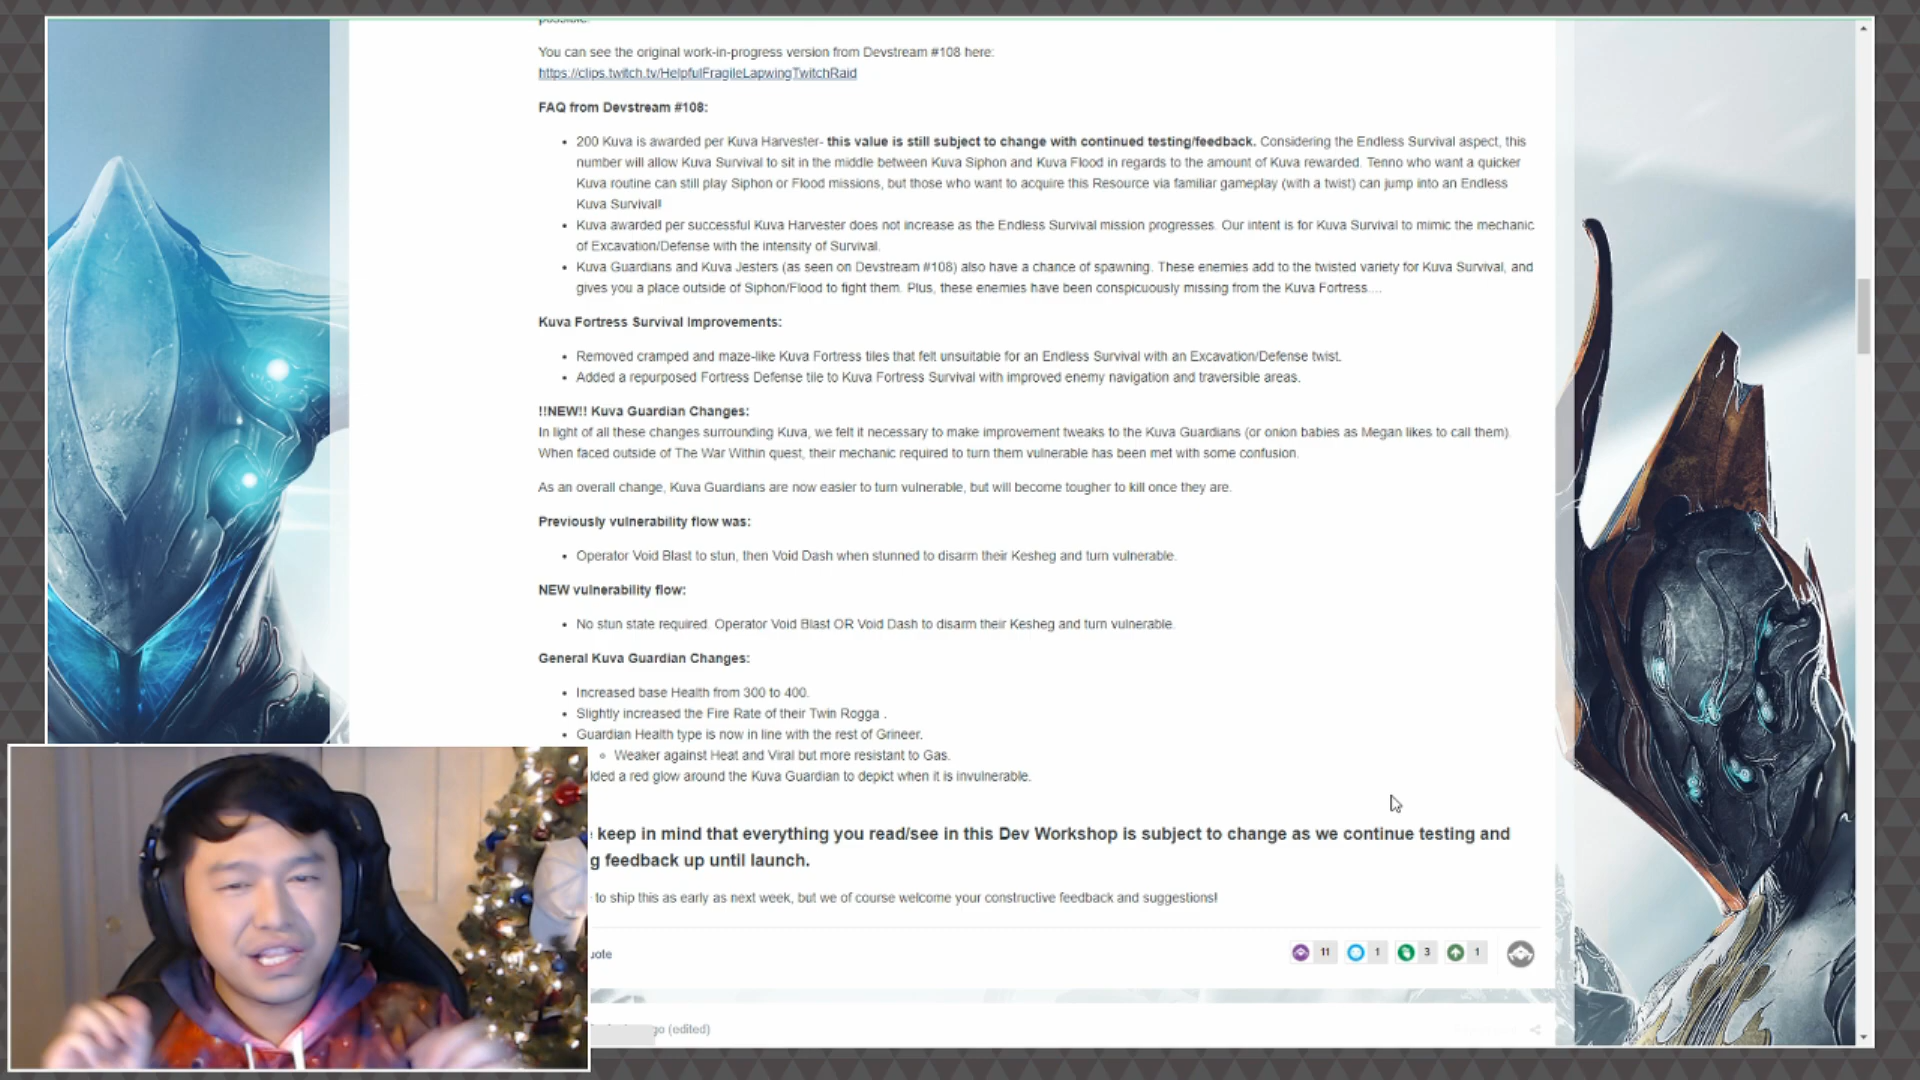 You can see the original work-in-progress version from Devstream #108 here:
https://clips.twitch.tv/HelpfulFragileLapwingTwitchRaid
FAQ from Devstream #108:
• 200 Kuva is awarded per Kuva Harvester- this value is still subject to change with continued testing/feedback. Considering the Endless Survival aspect, this
number will allow Kuva Survival to sit in the middle between Kuva Siphon and Kuva Flood in regards to the amount of Kuva rewarded. Tenno who want a quicker
Kuva routine can still play Siphon or Flood missions, but those who want to acquire this Resource via familiar gameplay (with a twist) can jump into an Endless
Kuva Survival!
• Kuva awarded per successful Kuva Harvester does not increase as the Endless Survival mission progresses. Our intent is for Kuva Survival to mimic the mechanic
of Excavation/Defense with the intensity of Survival.
• Kuva Guardians and Kuva Jesters (as seen on Devstream #108) also have a chance of spawning. These enemies add to the twisted variety for Kuva Survival, and
gives you a place outside of Siphon/Flood to fight them. Plus, these enemies have been conspicuously missing from the Kuva Fortress....
Kuva Fortress Survival Improvements:
• Removed cramped and maze-like Kuva Fortress tiles that felt unsuitable for an Endless Survival with an Excavation/Defense twist.
• Added a repurposed Fortress Defense tile to Kuva Fortress Survival with improved enemy navigation and traversible areas.
!!NEW!! Kuva Guardian Changes:
In light of all these changes surrounding Kuva, we felt it necessary to make improvement tweaks to the Kuva Guardians (or onion babies as Megan likes to call them).
When faced outside of The War Within quest, their mechanic required to turn them vulnerable has been met with some confusion.
As an overall change, Kuva Guardians are now easier to turn vulnerable, but will become tougher to kill once they are.
Previously vulnerability flow was:
• Operator Void Blast to stun, then Void Dash when stunned to disarm their Kesheg and turn vulnerable.
NEW vulnerability flow:
• No stun state required. Operator Void Blast OR Void Dash to disarm their Kesheg and turn vulnerable.
General Kuva Guardian Changes:
• Increased base Health from 300 to 400.
• Slightly increased the Fire Rate of their Twin Rogga .
• Guardian Health type is now in line with the rest of Grineer.
Weaker against Heat and Viral but more resistant to Gas.
dded a red glow around the Kuva Guardian to depict when it is invulnerable.
keep in mind that everything you read/see in this Dev Workshop is subject to change as we continue testing and
g feedback up until launch.
to ship this as early as next week, but we of course welcome your constructive feedback and suggestions!
uote
11 1 3 1
go (edited)